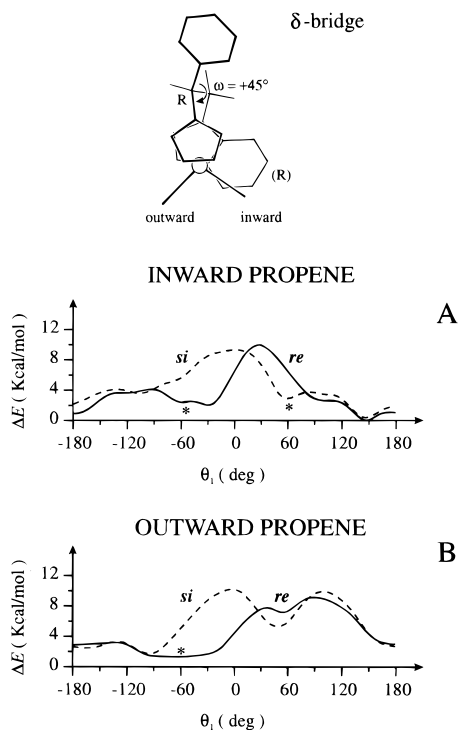 δ-bridge
R
ω = +45°
(R)
outward
inward
INWARD PROPENE
A
ΔE ( Kcal/mol )
12
8
4
0
si
re
*
*
-180
-120
-60
0
60
120
180
θ₁ ( deg )
OUTWARD PROPENE
B
ΔE ( Kcal/mol )
12
8
4
0
si
re
*
-180
-120
-60
0
60
120
180
θ₁ ( deg )